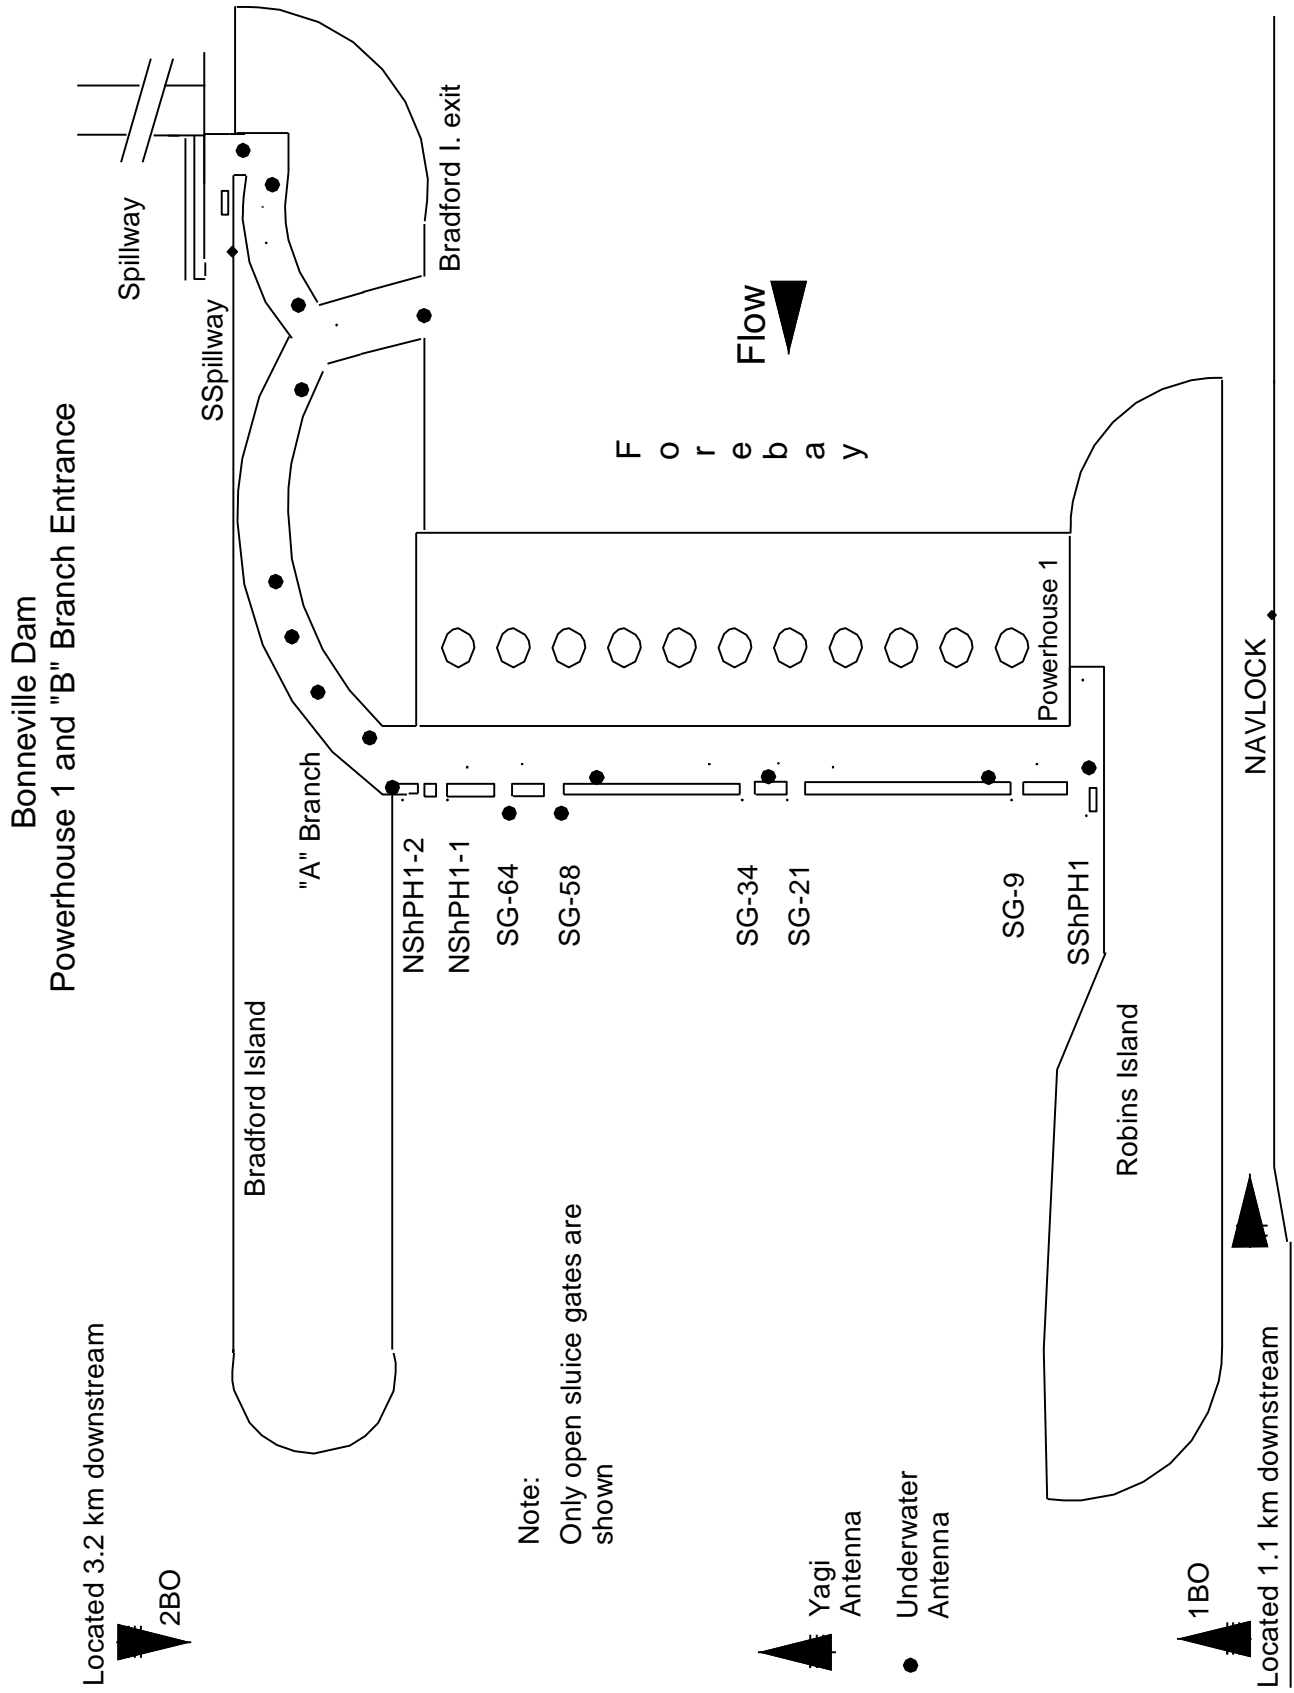 Bonneville Dam
Powerhouse 1 and "B" Branch Entrance
Located 3.2 km downstream
2BO
Spillway
SSpillway
Bradford Island
"A" Branch
Bradford I. exit
NShPH1-2
NShPH1-1
SG-64
SG-58
SG-34
SG-21
SG-9
SShPH1
Flow
Forebay
Powerhouse 1
Note:
Only open sluice gates are
shown
Yagi
Antenna
Underwater
Antenna
Robins Island
NAVLOCK
1BO
Located 1.1 km downstream